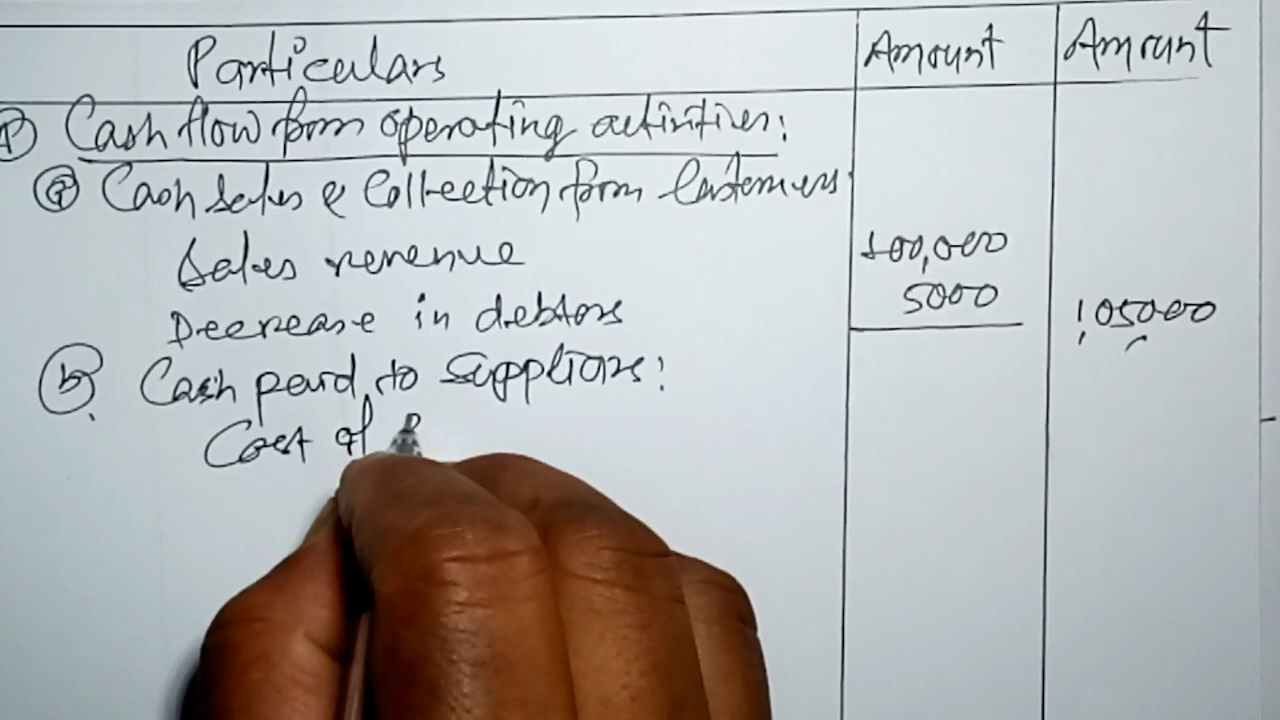 Particulars Amount Amount
Cash flow from operating activities:
a Cash sales & Collection from Customers
Sales revenue 100,000
Decrease in debtors 5000 105000
b Cash paid to suppliers:
Cost of